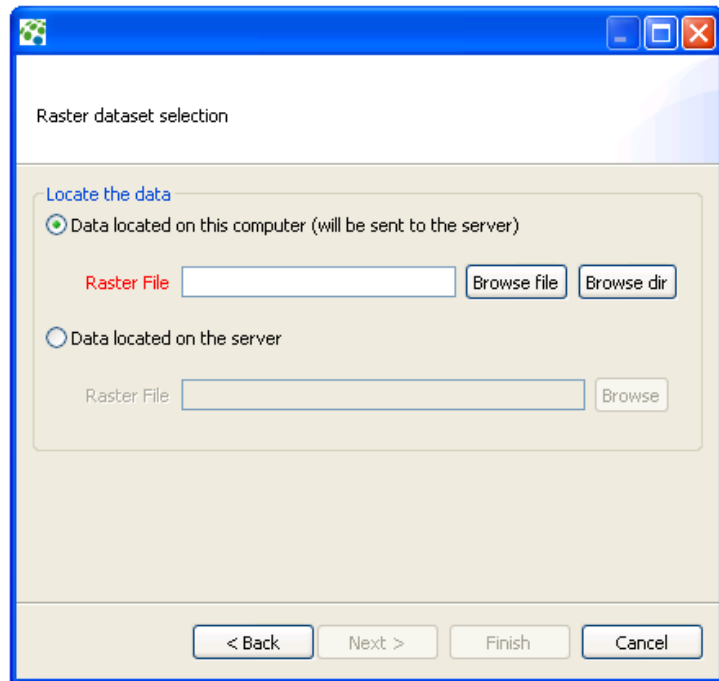 Raster dataset selection
Locate the data
Data located on this computer (will be sent to the server)
Raster File Browse file Browse dir
Data located on the server
Raster File Browse
< Back Next > Finish Cancel